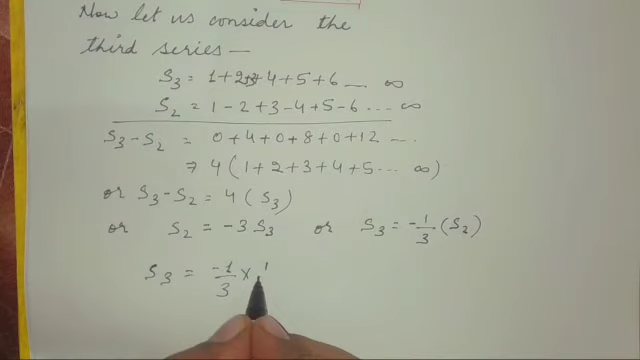 Now let us consider the
third series —
S₃ = 1+2+3+4+5+6 ... ∞
S₂ = 1-2+3-4+5-6 ... ∞
S₃-S₂ = 0+4+0+8+0+12 ...
⇒ 4(1+2+3+4+5... ∞)
or S₃-S₂ = 4(S₃)
or S₂ = -3S₃ or S₃ = -1/3 (S₂)
S₃ = -1/3 × 1